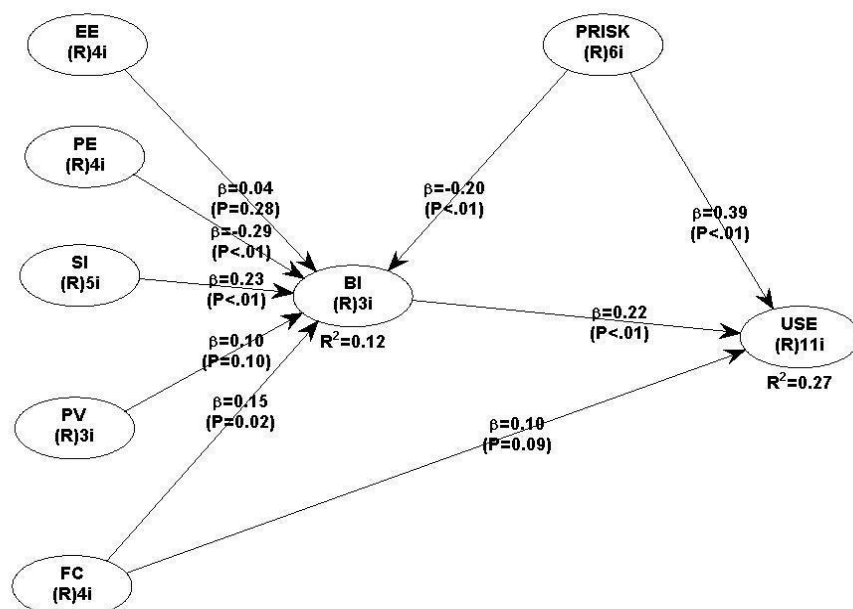 EE
(R)4i
PRISK
(R)6i
PE
(R)4i
β=0.04
(P=0.28)
β=-0.20
(P<.01)
β=0.39
(P<.01)
β=-0.29
(P<.01)
SI
(R)5i
β=0.23
(P<.01)
BI
(R)3i
R²=0.12
β=0.22
(P<.01)
USE
(R)11i
R²=0.27
β=0.10
(P=0.10)
PV
(R)3i
β=0.15
(P=0.02)
β=0.10
(P=0.09)
FC
(R)4i